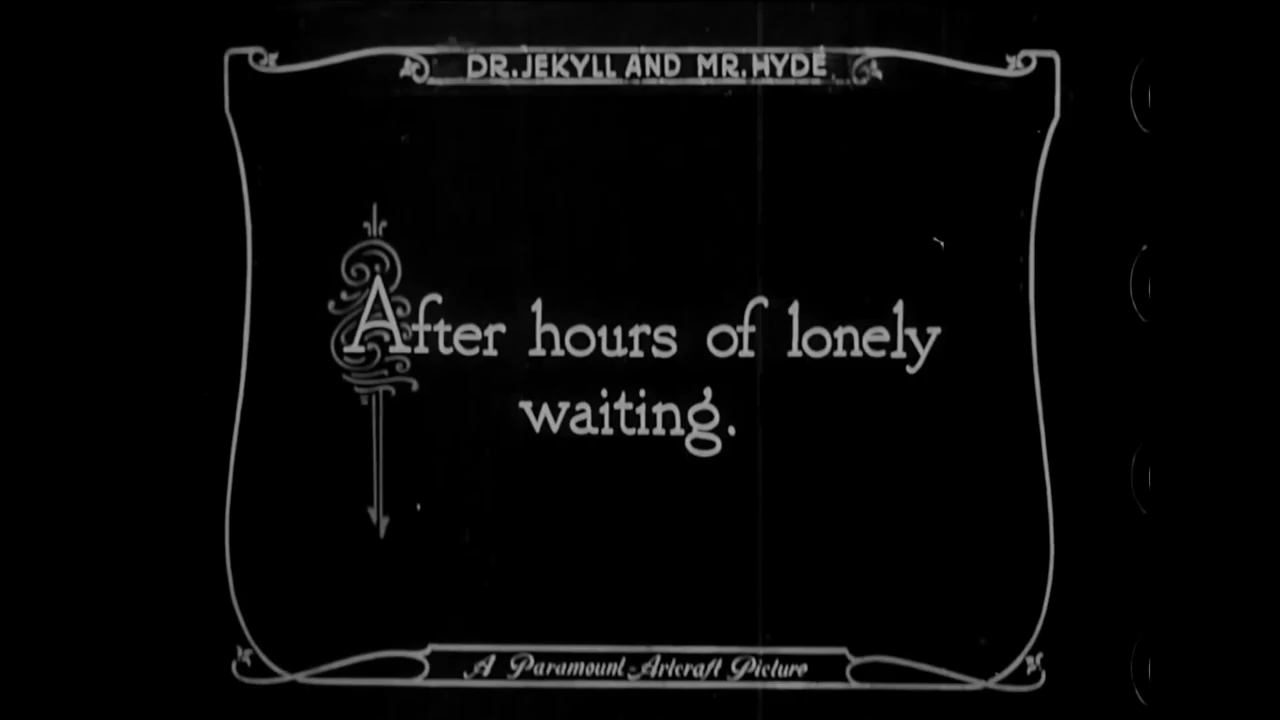 DR. JEKYLL AND MR. HYDE
After hours of lonely
waiting.
A Paramount-Artcraft Picture